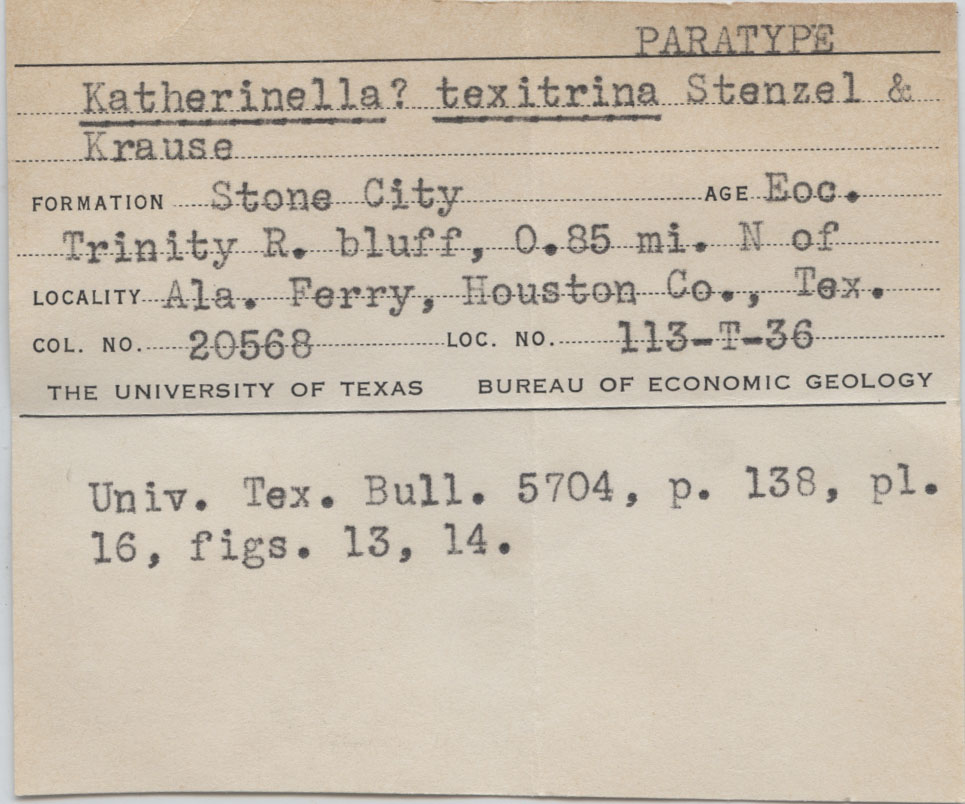 PARATYPE
Katherinella? texitrina Stenzel &
Krause
FORMATION Stone City AGE Eoc.
Trinity R. bluff, 0.85 mi. N of
LOCALITY Ala. Ferry, Houston Co., Tex.
COL. NO. 20568 LOC. NO. 113-T-36
THE UNIVERSITY OF TEXAS BUREAU OF ECONOMIC GEOLOGY
Univ. Tex. Bull. 5704, p. 138, pl.
16, figs. 13, 14.